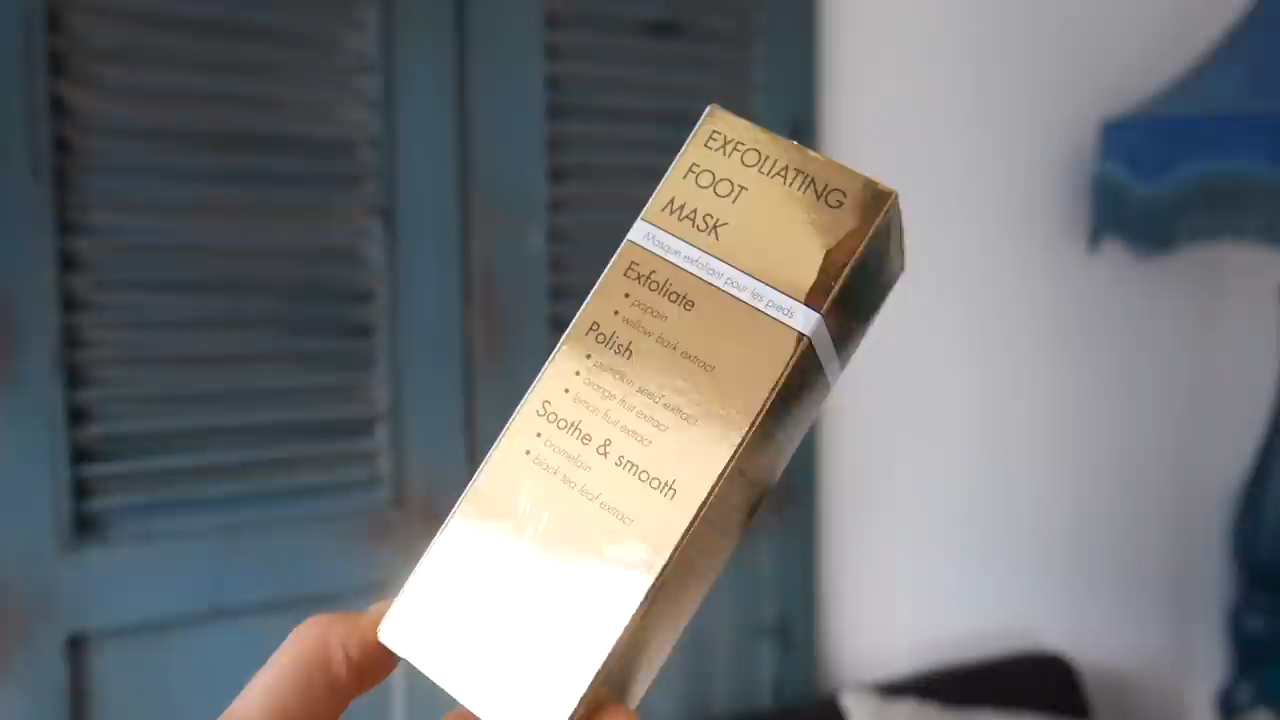 EXFOLIATING
FOOT
MASK
Masque exfoliant pour les pieds
Exfoliate
• papain
• willow bark extract
Polish
• pumpkin seed extract
• orange fruit extract
• lemon fruit extract
Soothe & smooth
• bromelain
• black tea leaf extract